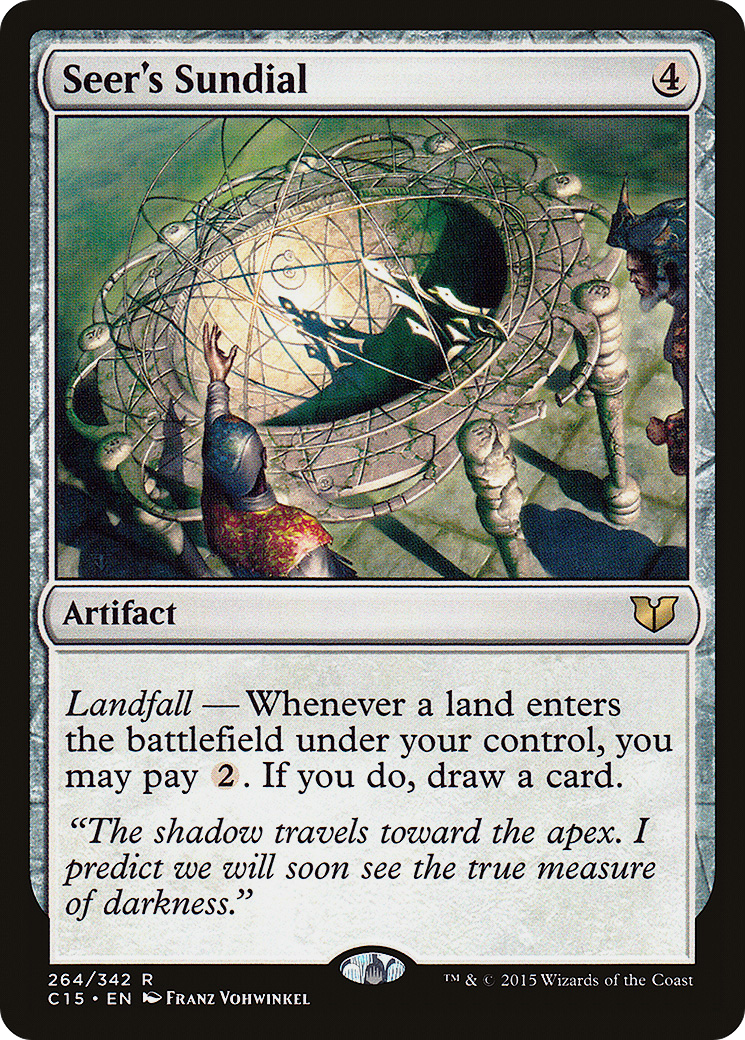 Seer's Sundial 4
Artifact
Landfall — Whenever a land enters
the battlefield under your control, you
may pay 2. If you do, draw a card.
“The shadow travels toward the apex. I
predict we will soon see the true measure
of darkness.”
264/342 R
C15 • EN Franz Vohwinkel
™ & © 2015 Wizards of the Coast